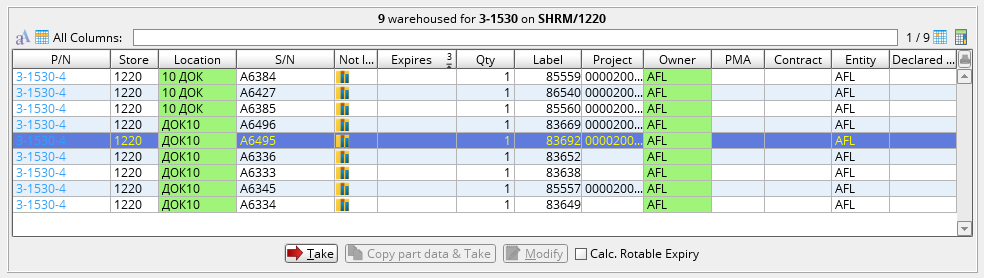 9 warehoused for 3-1530 on SHRM/1220
All Columns: 1 / 9
P/N Store Location S/N Not I... Expires 3 Qty Label Project Owner PMA Contract Entity Declared ...
3-1530-4 1220 10 ДОК A6384 1 85559 0000200... AFL AFL
3-1530-4 1220 10 ДОК A6427 1 86540 0000200... AFL AFL
3-1530-4 1220 10 ДОК A6385 1 85560 0000200... AFL AFL
3-1530-4 1220 ДОК10 A6496 1 83669 0000200... AFL AFL
3-1530-4 1220 ДОК10 A6495 1 83692 0000200... AFL AFL
3-1530-4 1220 ДОК10 A6336 1 83652 AFL AFL
3-1530-4 1220 ДОК10 A6333 1 83638 AFL AFL
3-1530-4 1220 ДОК10 A6345 1 85557 0000200... AFL AFL
3-1530-4 1220 ДОК10 A6334 1 83649 AFL AFL
Take Copy part data & Take Modify Calc. Rotable Expiry